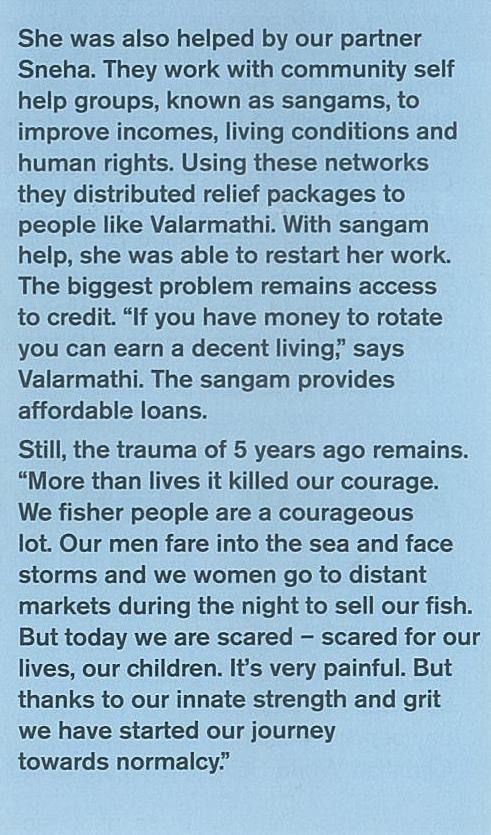 She was also helped by our partner
Sneha. They work with community self
help groups, known as sangams, to
improve incomes, living conditions and
human rights. Using these networks
they distributed relief packages to
people like Valarmathi. With sangam
help, she was able to restart her work.
The biggest problem remains access
to credit. “If you have money to rotate
you can earn a decent living,” says
Valarmathi. The sangam provides
affordable loans.
Still, the trauma of 5 years ago remains.
“More than lives it killed our courage.
We fisher people are a courageous
lot. Our men fare into the sea and face
storms and we women go to distant
markets during the night to sell our fish.
But today we are scared – scared for our
lives, our children. It’s very painful. But
thanks to our innate strength and grit
we have started our journey
towards normalcy.”